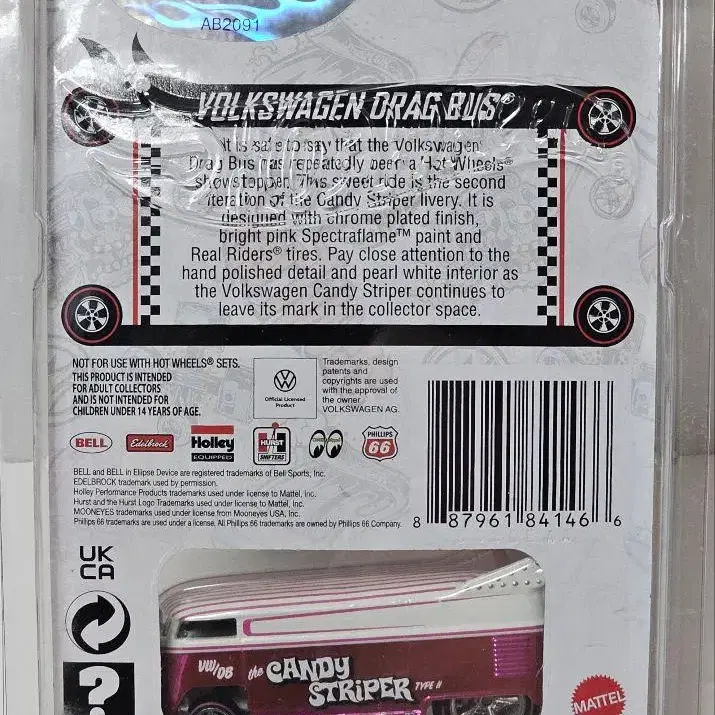 AB2091
VOLKSWAGEN DRAG BUS®
It is safe to say that the Volkswagen
Drag Bus has repeatedly been a Hot Wheels®
showstopper. This sweet ride is the second
iteration of the Candy Striper livery. It is
designed with chrome plated finish,
bright pink Spectraflame™ paint and
Real Riders® tires. Pay close attention to the
hand polished detail and pearl white interior as
the Volkswagen Candy Striper continues to
leave its mark in the collector space.
NOT FOR USE WITH HOT WHEELS® SETS.
THIS PRODUCT IS INTENDED
FOR ADULT COLLECTORS
AND IS NOT INTENDED FOR
CHILDREN UNDER 14 YEARS OF AGE.
Official Licensed
Product
Trademarks, design
patents and
copyrights are used
with the approval of
the owner
VOLKSWAGEN AG.
BELL
Edelbrock
Holley
EQUIPPED
HURST
SHIFTERS
PHILLIPS
66
BELL and BELL in Ellipse Device are registered trademarks of Bell Sports, Inc.
EDELBROCK trademark used by permission.
Holley Performance Products trademarks used under license to Mattel, Inc.
Hurst and the Hurst Logo Trademarks used under license to Mattel, Inc.
MOONEYES trademarks used under license from Mooneyes USA, Inc.
Phillips 66 trademarks are used under a license. All Phillips 66 trademarks are owned by Phillips 66 Company.
8 87961 84146 6
UK
CA
?
VW/DB
the CANDY
STRIPER TYPE II
MATTEL